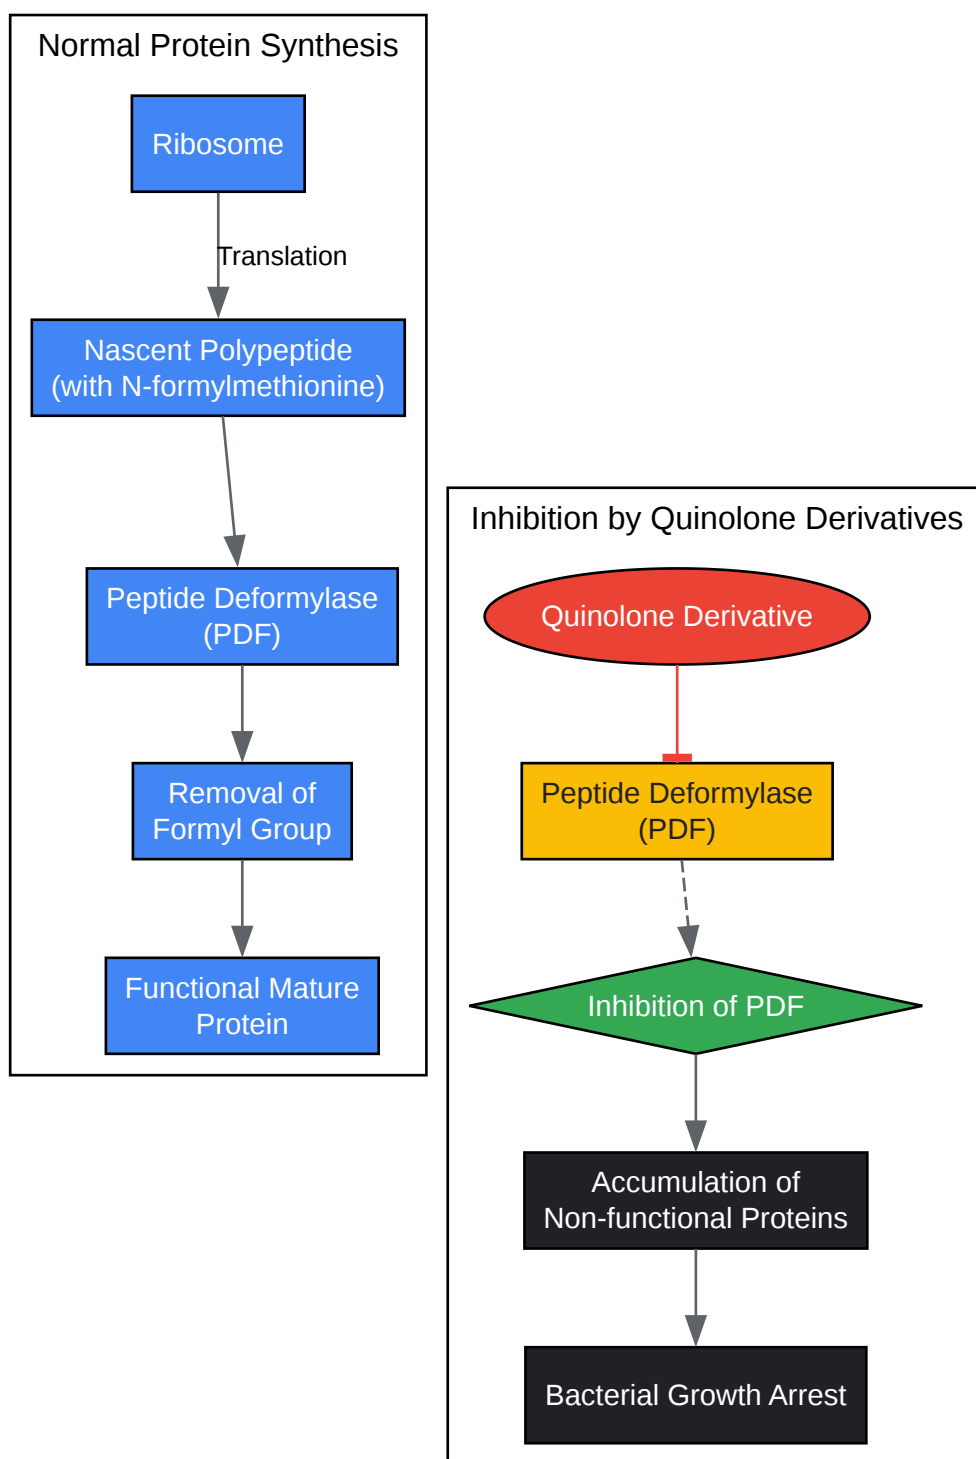 Normal Protein Synthesis
Ribosome
Translation
Nascent Polypeptide
(with N-formylmethionine)
Peptide Deformylase
(PDF)
Removal of
Formyl Group
Functional Mature
Protein
Inhibition by Quinolone Derivatives
Quinolone Derivative
Peptide Deformylase
(PDF)
Inhibition of PDF
Accumulation of
Non-functional Proteins
Bacterial Growth Arrest